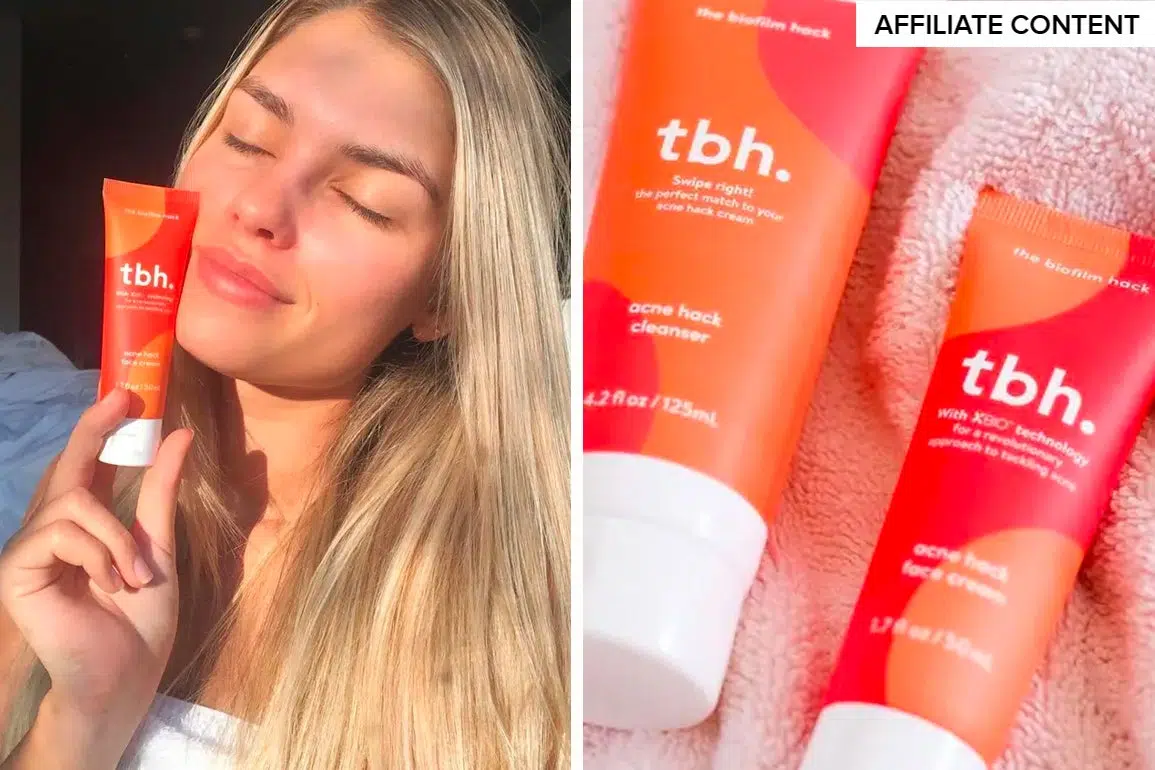 AFFILIATE CONTENT
the biofilm hack
tbh.
acne hack
face cream
the biofilm hack
tbh.
Swipe right!
the perfect match to your
acne hack cream
acne hack
cleanser
4.2 fl oz / 125mL
the biofilm hack
tbh.
With XBIO™ technology
for a revolutionary
approach to tackling acne
acne hack
face cream
1.7 fl oz / 50mL